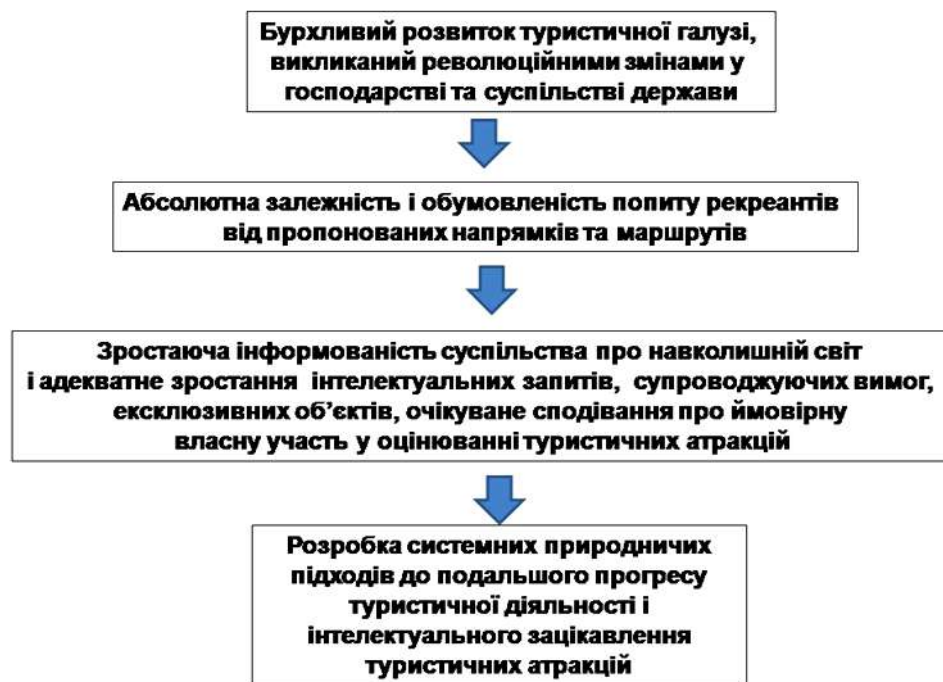 Бурхливий розвиток туристичної галузі,
викликаний революційними змінами у
господарстві та суспільстві держави
Абсолютна залежність і обумовленість попиту рекреантів
від пропонованих напрямків та маршрутів
Зростаюча інформованість суспільства про навколишній світ
і адекватне зростання інтелектуальних запитів, супроводжуючих вимог,
ексклюзивних об’єктів, очікуване сподівання про ймовірну
власну участь у оцінюванні туристичних атракцій
Розробка системних природничих
підходів до подальшого прогресу
туристичної діяльності і
інтелектуального зацікавлення
туристичних атракцій